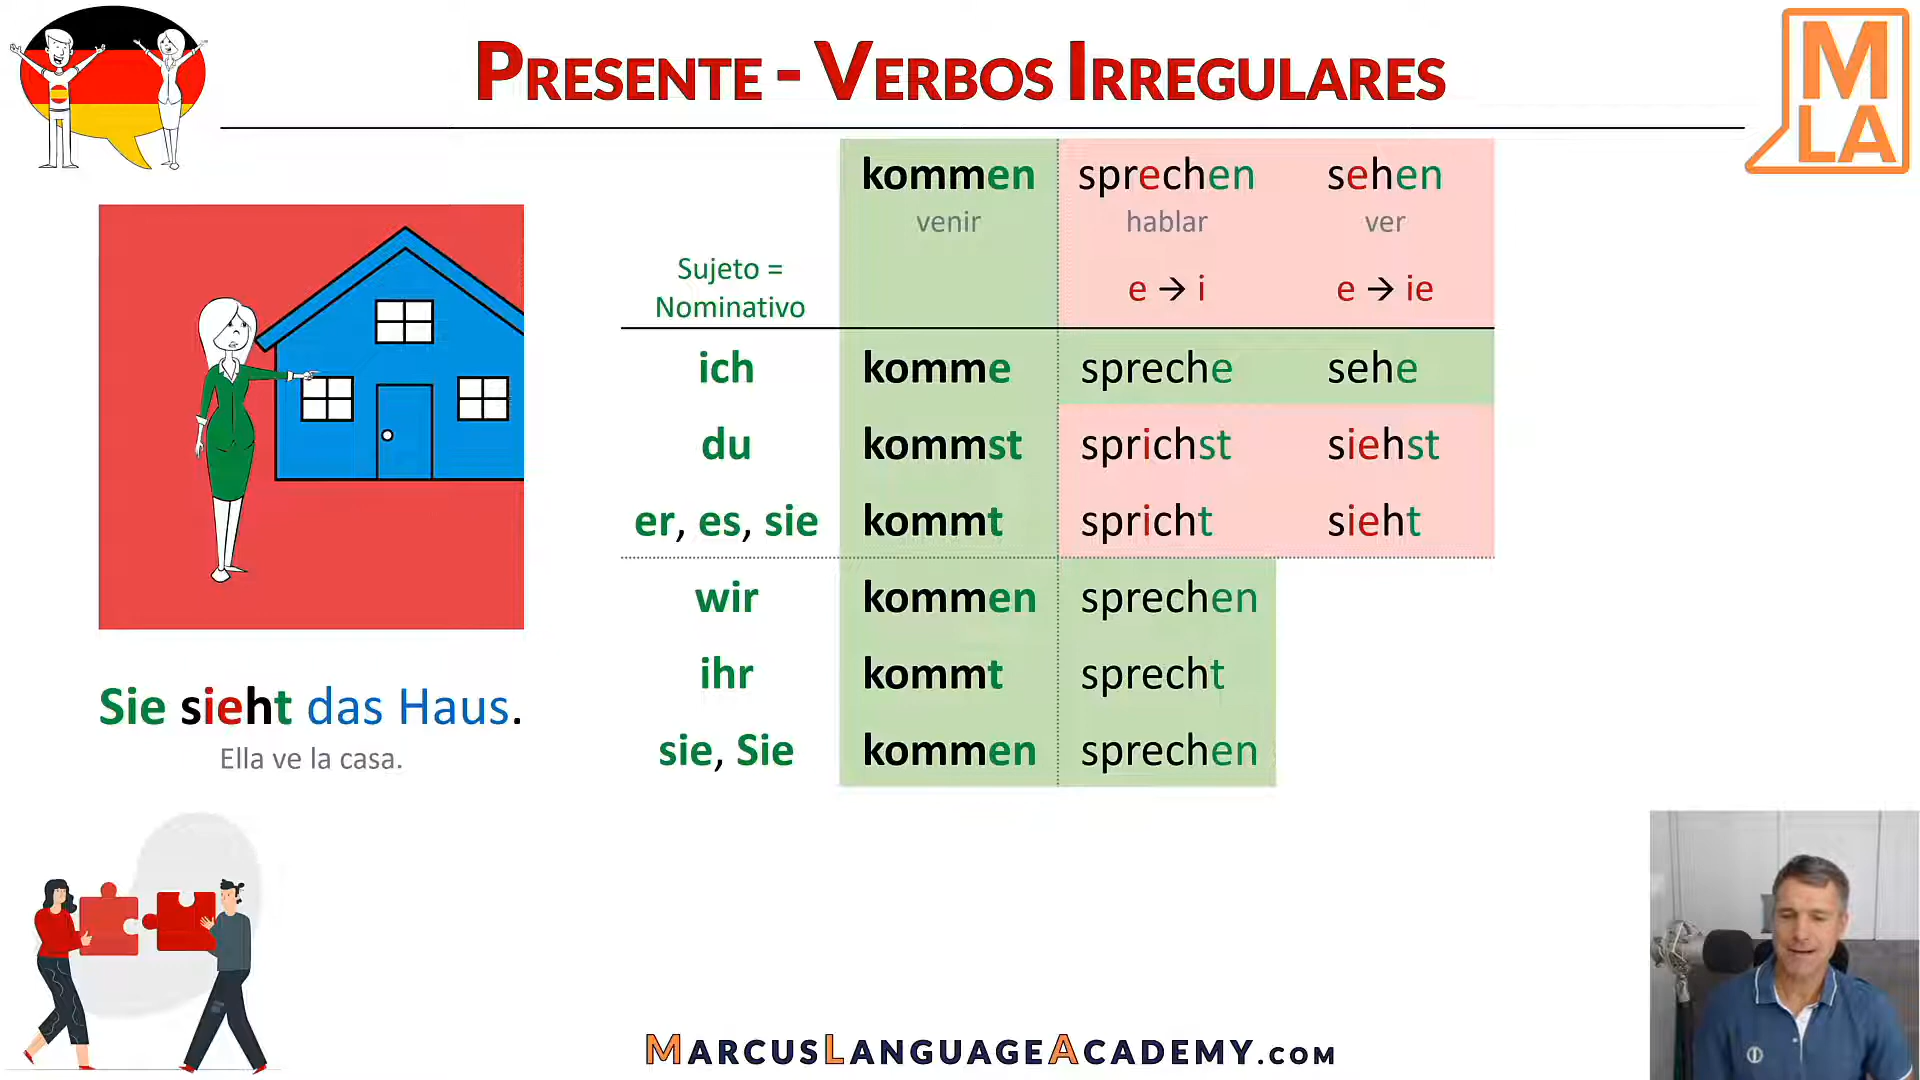 PRESENTE - VERBOS IRREGULARES
M
LA
kommen sprechen sehen
venir hablar ver
Sujeto =
Nominativo
e → i e → ie
ich komme spreche sehe
du kommst sprichst siehst
er, es, sie kommt spricht sieht
wir kommen sprechen
ihr kommt sprecht
sie, Sie kommen sprechen
Sie sieht das Haus.
Ella ve la casa.
MARCUSLANGUAGEACADEMY.COM